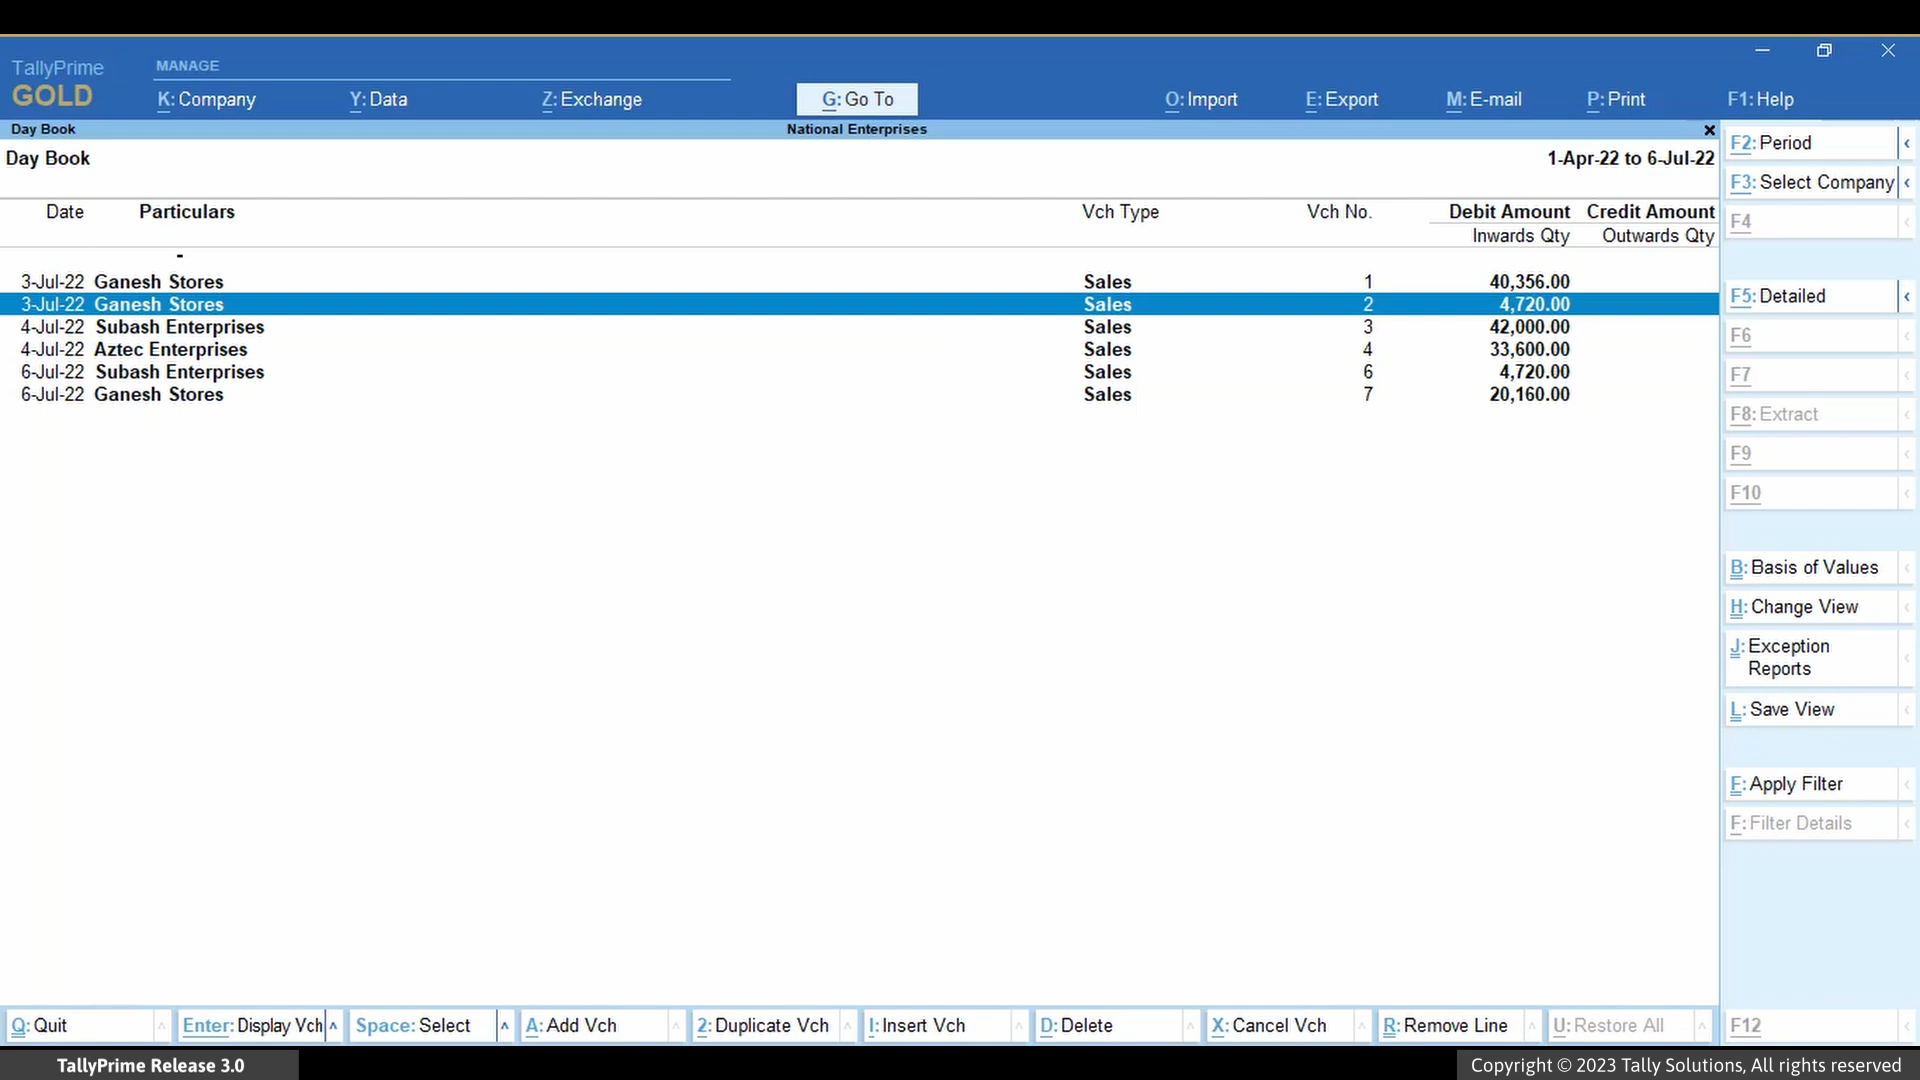 TallyPrime
GOLD
MANAGE
K: Company
Y: Data
Z: Exchange
G: Go To
O: Import
E: Export
M: E-mail
P: Print
F1: Help
Day Book
National Enterprises
Day Book
1-Apr-22 to 6-Jul-22
Date Particulars Vch Type Vch No. Debit Amount Credit Amount
Inwards Qty Outwards Qty
-
3-Jul-22 Ganesh Stores Sales 1 40,356.00
3-Jul-22 Ganesh Stores Sales 2 4,720.00
4-Jul-22 Subash Enterprises Sales 3 42,000.00
4-Jul-22 Aztec Enterprises Sales 4 33,600.00
6-Jul-22 Subash Enterprises Sales 6 4,720.00
6-Jul-22 Ganesh Stores Sales 7 20,160.00
F2: Period
F3: Select Company
F4
F5: Detailed
F6
F7
F8: Extract
F9
F10
B: Basis of Values
H: Change View
J: Exception
Reports
L: Save View
F: Apply Filter
F: Filter Details
F12
Q: Quit
Enter: Display Vch
Space: Select
A: Add Vch
2: Duplicate Vch
I: Insert Vch
D: Delete
X: Cancel Vch
R: Remove Line
U: Restore All
TallyPrime Release 3.0
Copyright © 2023 Tally Solutions, All rights reserved